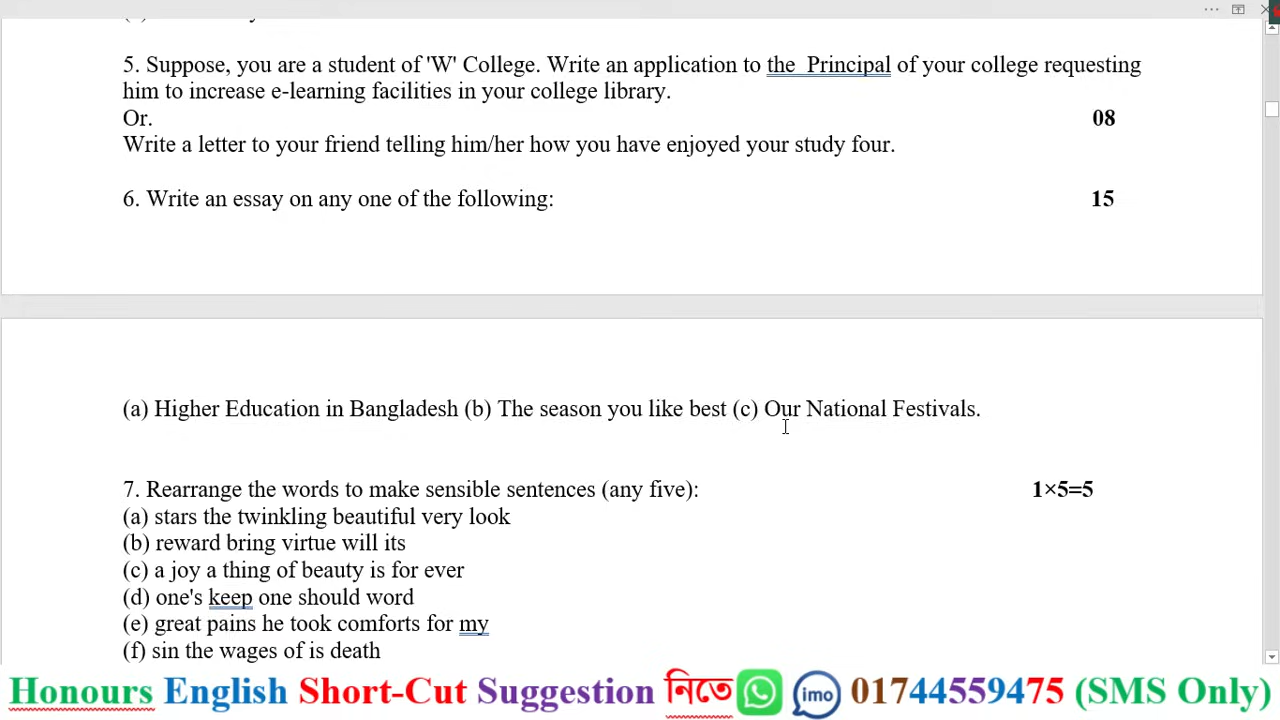 5. Suppose, you are a student of 'W' College. Write an application to the Principal of your college requesting
him to increase e-learning facilities in your college library.
Or.
08
Write a letter to your friend telling him/her how you have enjoyed your study four.
6. Write an essay on any one of the following: 15
(a) Higher Education in Bangladesh (b) The season you like best (c) Our National Festivals.
7. Rearrange the words to make sensible sentences (any five): 1×5=5
(a) stars the twinkling beautiful very look
(b) reward bring virtue will its
(c) a joy a thing of beauty is for ever
(d) one's keep one should word
(e) great pains he took comforts for my
(f) sin the wages of is death
Honours English Short-Cut Suggestion নিতে imo 01744559475 (SMS Only)